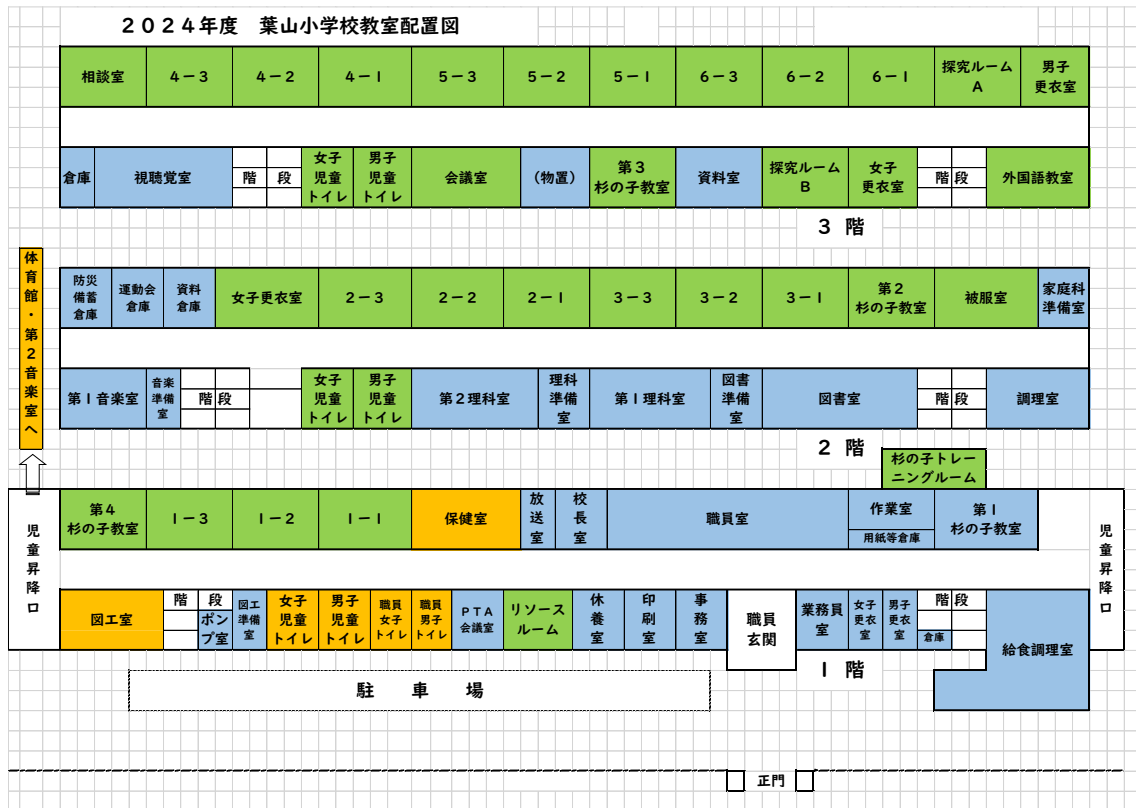 2024年度 葉山小学校教室配置図
相談室
4-3
4-2
4-1
5-3
5-2
5-1
6-3
6-2
6-1
探究ルーム
A
男子
更衣室
倉庫
視聴覚室
階 段
女子
児童
トイレ
男子
児童
トイレ
会議室
(物置)
第3
杉の子教室
資料室
探究ルーム
B
女子
更衣室
階 段
外国語教室
3 階
体育館・第2音楽室へ
防災
備蓄
倉庫
運動会
倉庫
資料
倉庫
女子更衣室
2-3
2-2
2-1
3-3
3-2
3-1
第2
杉の子教室
被服室
家庭科
準備室
第1音楽室
音楽
準備
室
階 段
女子
児童
トイレ
男子
児童
トイレ
第2理科室
理科
準備
室
第1理科室
図書
準備
室
図書室
階 段
調理室
2 階
杉の子トレー
ニングルーム
児童昇降口
第4
杉の子教室
1-3
1-2
1-1
保健室
放送室
校長室
職員室
作業室
用紙等倉庫
第1
杉の子教室
児童昇降口
図工室
階 段
ポン
プ室
図工
準備
室
女子
児童
トイレ
男子
児童
トイレ
職員
女子
トイレ
職員
男子
トイレ
PTA
会議室
リソース
ルーム
休養室
印刷室
事務室
職員
玄関
業務員
室
女子
更衣
室
男子
更衣
室
階 段
倉庫
給食調理室
1 階
駐 車 場
正門